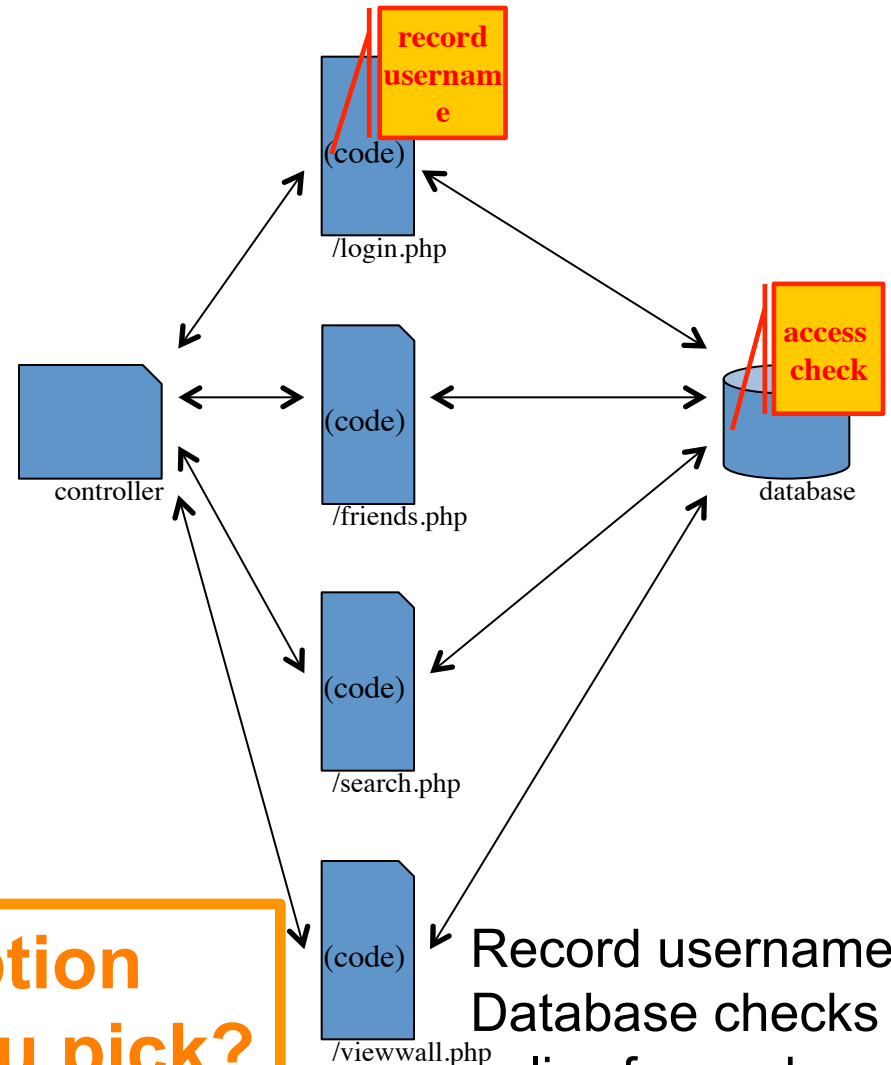 record
usernam
e
(code)
/login.php
access
check
(code)
controller
database
/friends.php
(code)
/search.php
pick?
(code)
/viewwall.php
Record username
Database checks